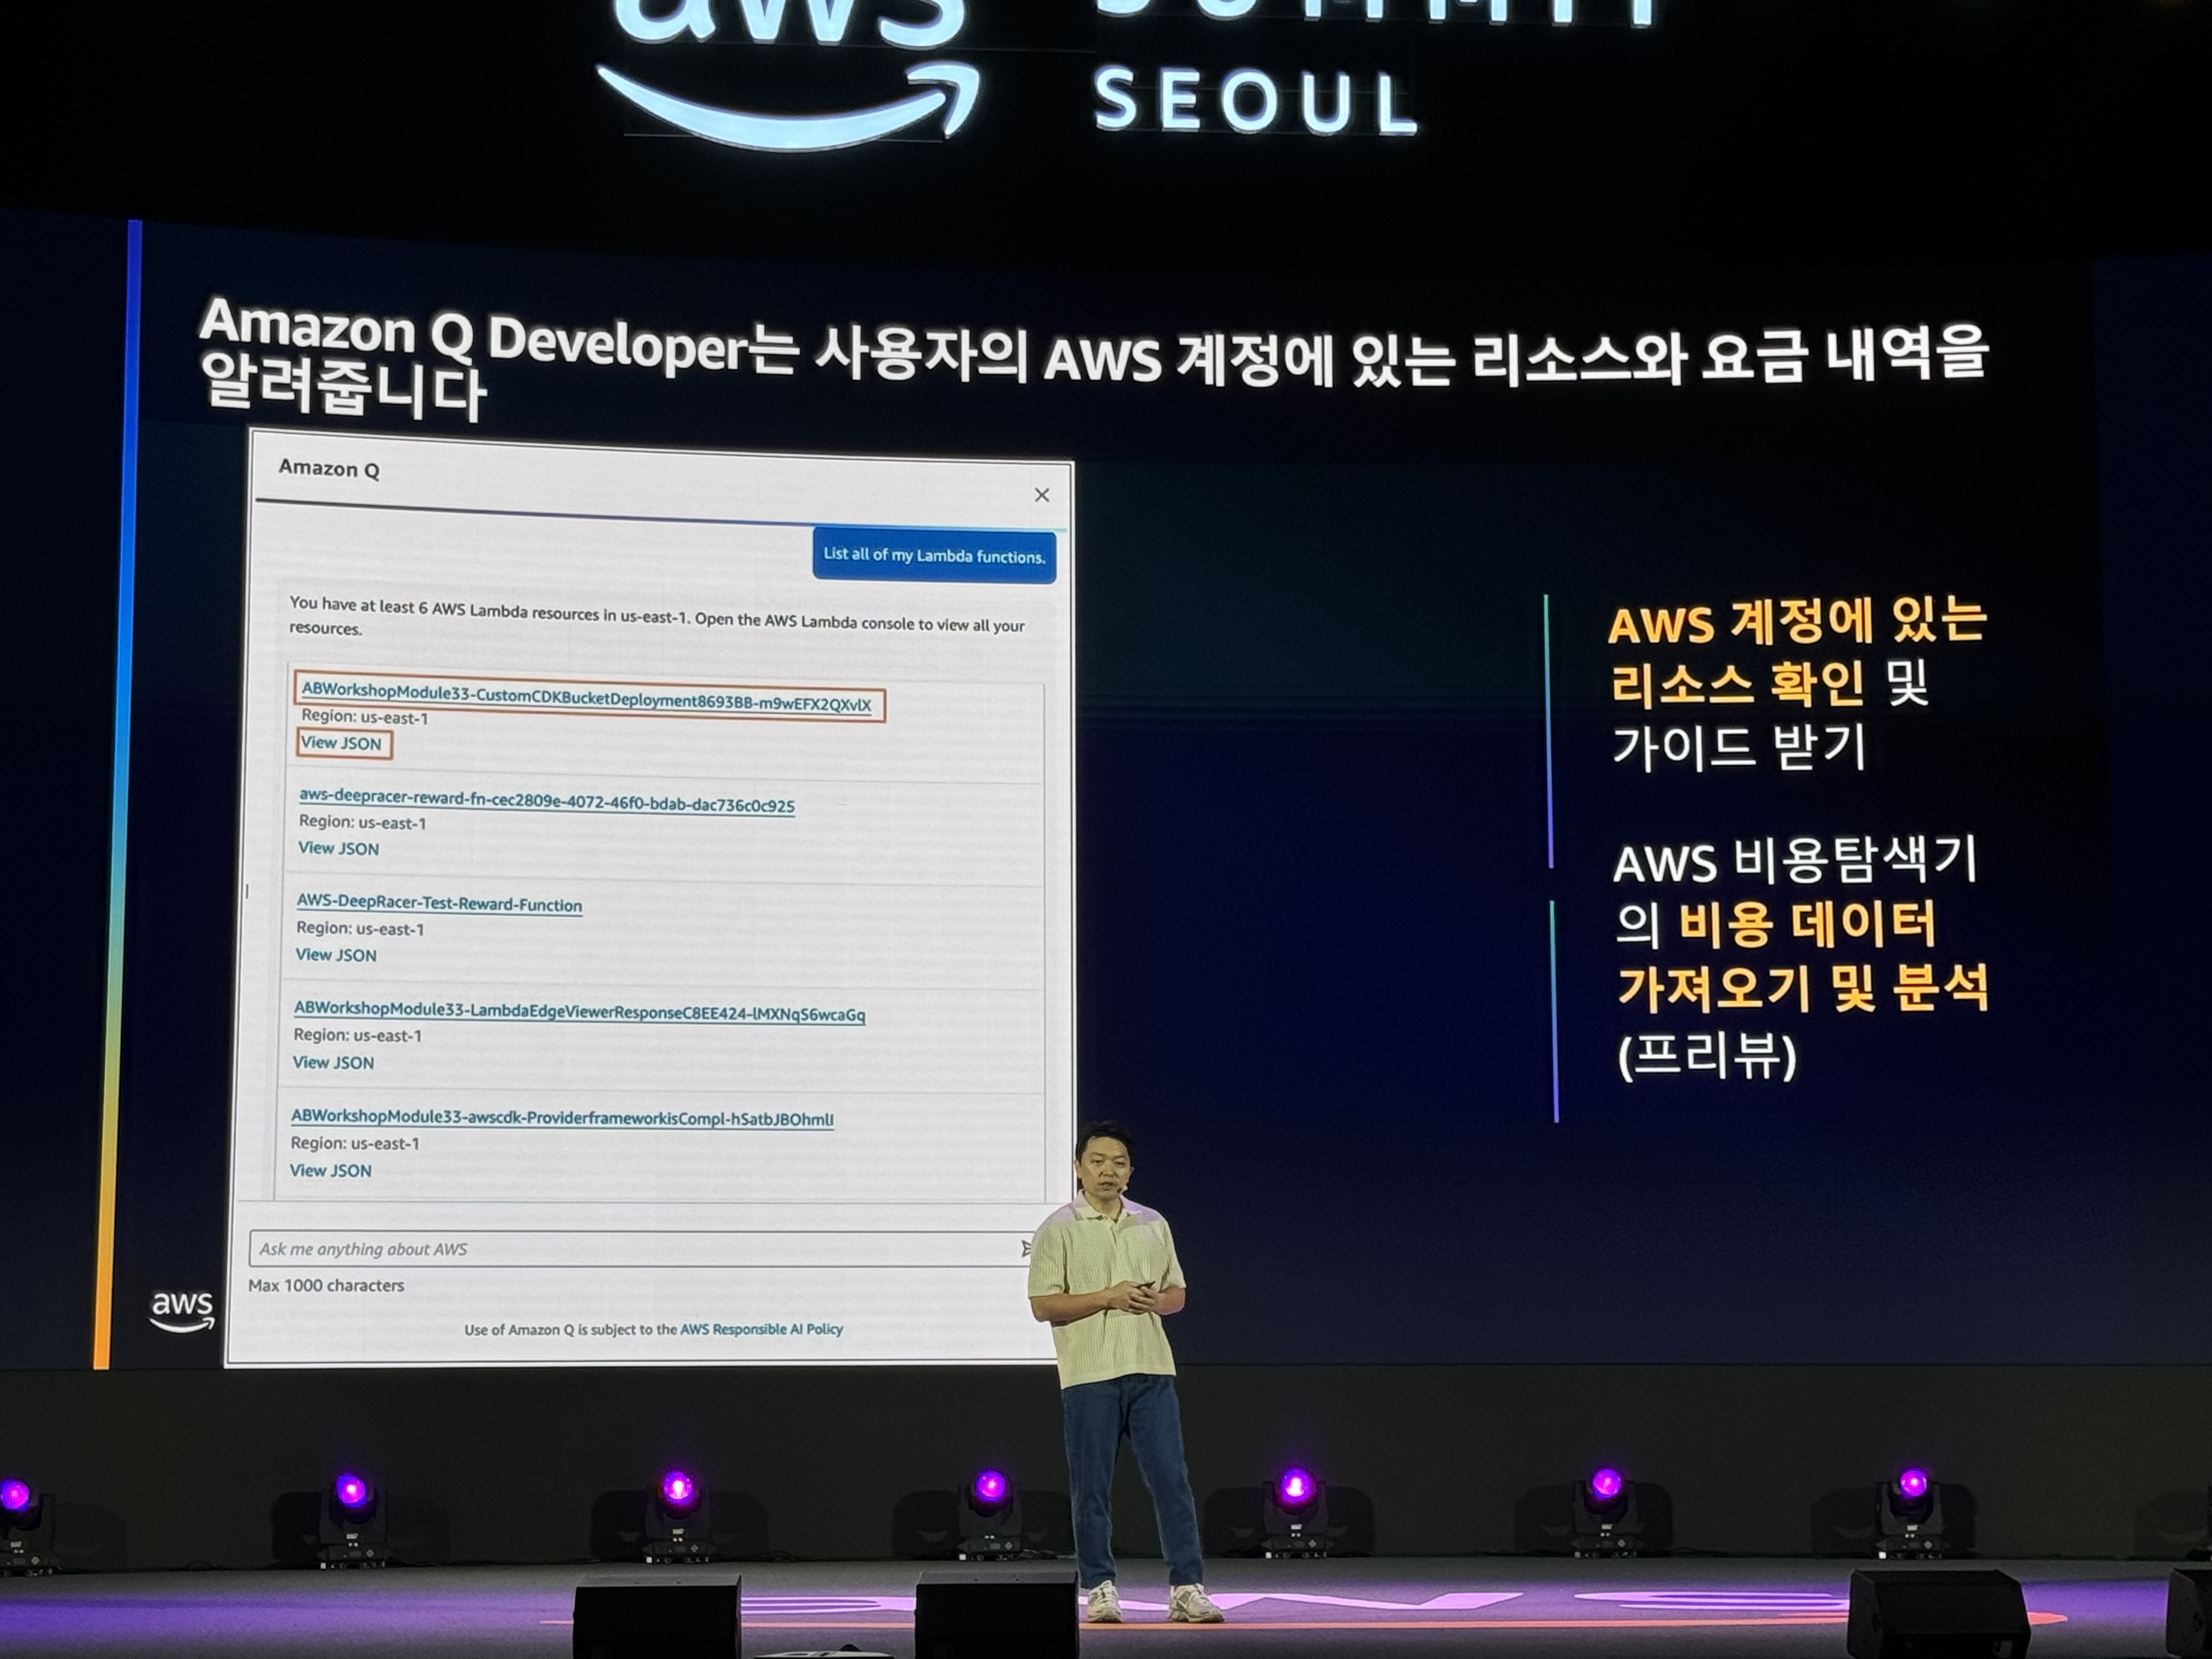 aws SUMMIT
SEOUL
Amazon Q Developer는 사용자의 AWS 계정에 있는 리소스와 요금 내역을
알려줍니다
Amazon Q
List all of my Lambda functions.
You have at least 6 AWS Lambda resources in us-east-1. Open the AWS Lambda console to view all your
resources.
ABWorkshopModule33-CustomCDKBucketDeployment8693BB-m9wEFX2QXvlX
Region: us-east-1
View JSON
aws-deepracer-reward-fn-cec2809e-4072-46f0-bdab-dac736c0c925
Region: us-east-1
View JSON
AWS-DeepRacer-Test-Reward-Function
Region: us-east-1
View JSON
ABWorkshopModule33-LambdaEdgeViewerResponseC8EE424-lMXNqS6wcaGq
Region: us-east-1
View JSON
ABWorkshopModule33-awscdk-ProviderframeworkisCompl-hSatbJBOhmlI
Region: us-east-1
View JSON
Ask me anything about AWS
Max 1000 characters
Use of Amazon Q is subject to the AWS Responsible AI Policy
aws
AWS 계정에 있는
리소스 확인 및
가이드 받기
AWS 비용탐색기
의 비용 데이터
가져오기 및 분석
(프리뷰)
aws